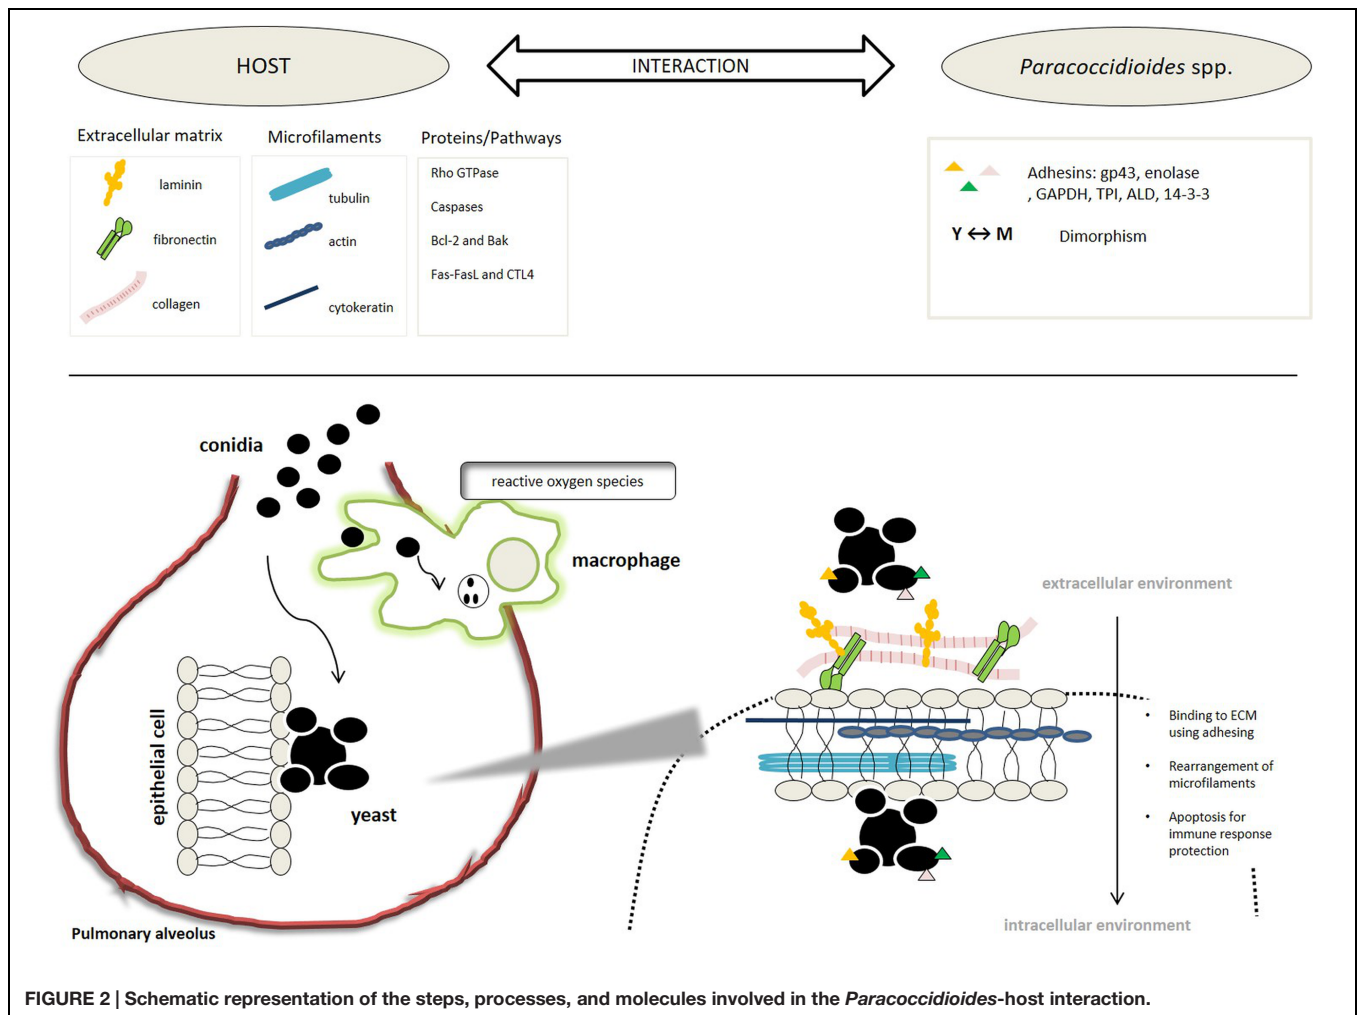 HOST
INTERACTION
Paracoccidioides spp.
Extracellular matrix
laminin
fibronectin
collagen
Microfilaments
tubulin
actin
cytokeratin
Proteins/Pathways
Rho GTPase
Caspases
Bcl-2 and Bak
Fas-FasL and CTL4
Adhesins: gp43, enolase
, GAPDH, TPI, ALD, 14-3-3
Y ↔ M
Dimorphism
conidia
reactive oxygen species
macrophage
epithelial cell
yeast
Pulmonary alveolus
extracellular environment
• Binding to ECM
using adhesing
• Rearrangement of
microfilaments
• Apoptosis for
immune response
protection
intracellular environment
FIGURE 2 | Schematic representation of the steps, processes, and molecules involved in the Paracoccidioides-host interaction.